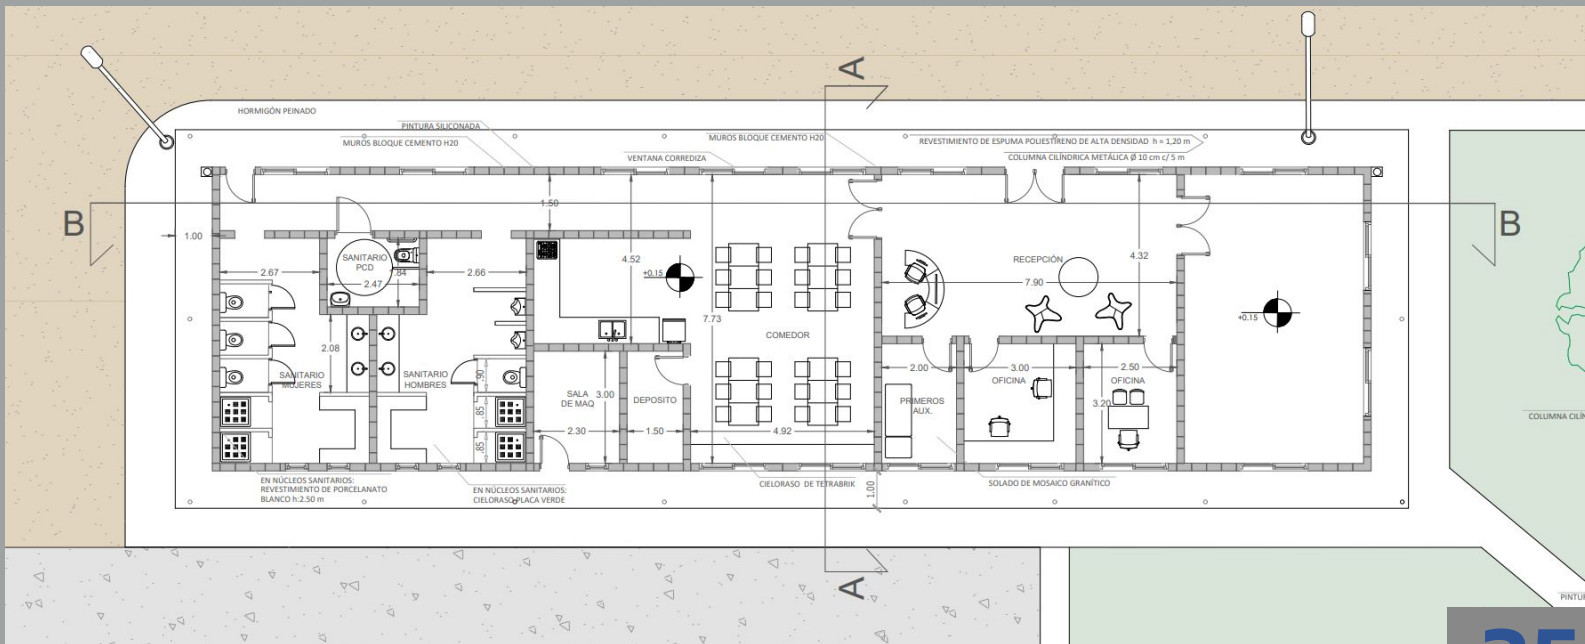 A
HORMIGÓN PEINADO
PINTURA SILICONADA
MUROS BLOQUE CEMENTO H20
MUROS BLOQUE CEMENTO H20
REVESTIMIENTO DE ESPUMA POLIESTIRENO DE ALTA DENSIDAD h = 1,20 m
VENTANA CORREDIZA
COLUMNA CILÍNDRICA METÁLICA Ø 10 cm c/ 5 m
B
B
1.00
1.50
SANITARIO
PCD
2.67
2.47
.84
2.66
4.52
+0.15
RECEPCIÓN
4.32
7.90
+0.15
7.73
COMEDOR
2.08
SANITARIO
MUJERES
SANITARIO
HOMBRES
.90
.85
.85
SALA
DE MAQ
3.00
DEPOSITO
2.30
1.50
4.92
2.00
PRIMEROS
AUX.
3.00
OFICINA
2.50
OFICINA
3.20
COLUMNA CILÍN
EN NÚCLEOS SANITARIOS:
REVESTIMIENTO DE PORCELANATO
BLANCO h:2.50 m
EN NÚCLEOS SANITARIOS:
CIELORASO PLACA VERDE
CIELORASO DE TETRABRIK
1.00
SOLADO DE MOSAICO GRANÍTICO
A
PINTUR